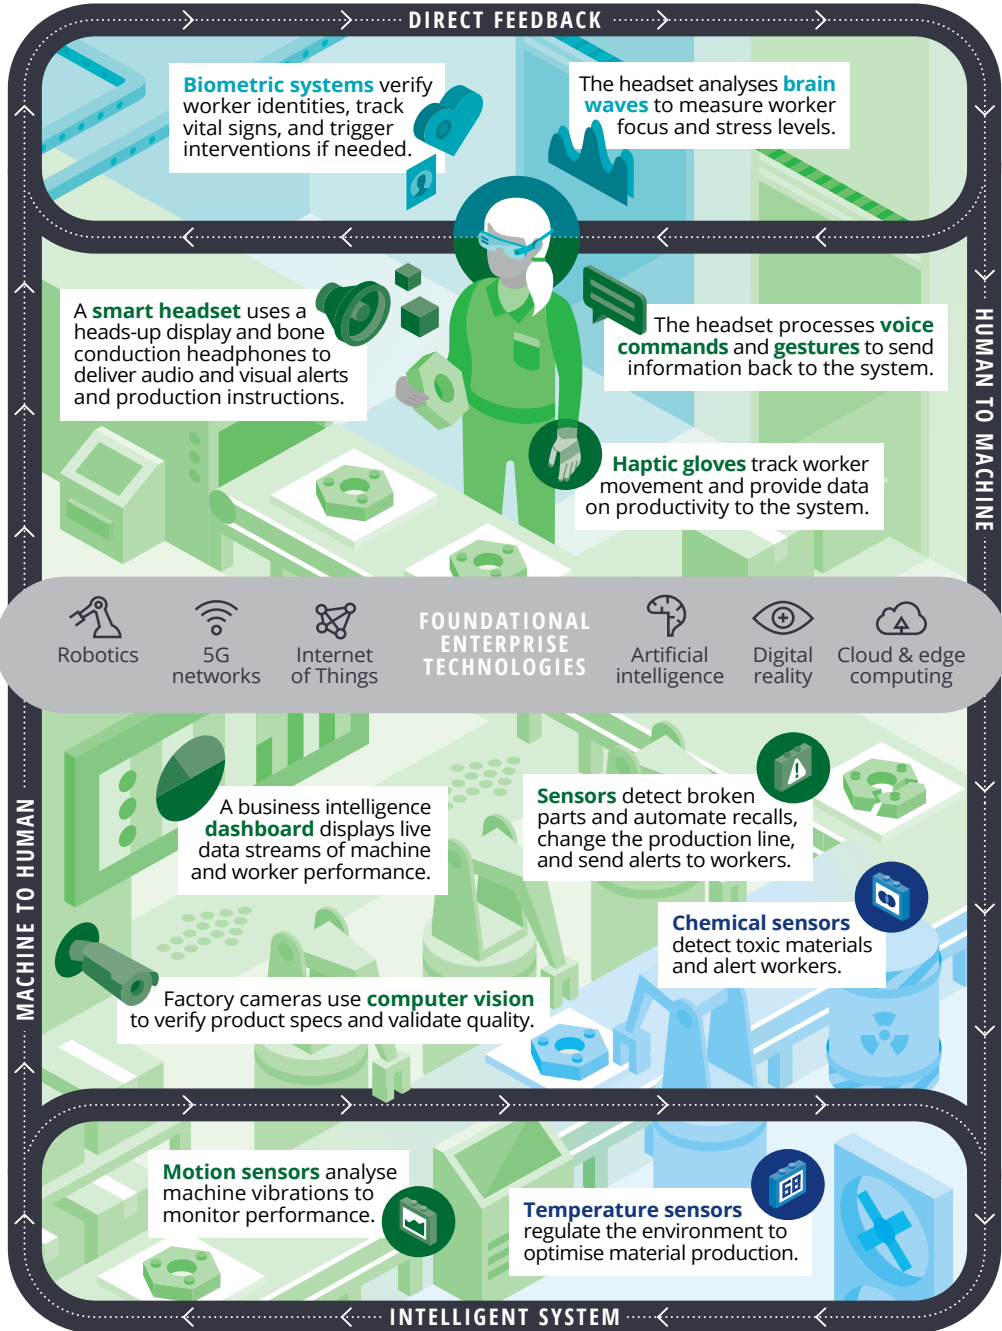 DIRECT FEEDBACK
Biometric systems verify
worker identities, track
vital signs, and trigger
interventions if needed.
The headset analyses brain
waves to measure worker
focus and stress levels.
A smart headset uses a
heads-up display and bone
conduction headphones to
deliver audio and visual alerts
and production instructions.
The headset processes voice
commands and gestures to send
information back to the system.
HUMAN TO MACHINE
Haptic gloves track worker
movement and provide data
on productivity to the system.
Robotics
5G
networks
Internet
of Things
FOUNDATIONAL
ENTERPRISE
TECHNOLOGIES
Artificial
intelligence
Digital
reality
Cloud & edge
computing
MACHINE TO HUMAN
A business intelligence
dashboard displays live
data streams of machine
and worker performance.
Sensors detect broken
parts and automate recalls,
change the production line,
and send alerts to workers.
Chemical sensors
detect toxic materials
and alert workers.
Factory cameras use computer vision
to verify product specs and validate quality.
Motion sensors analyse
machine vibrations to
monitor performance.
68
Temperature sensors
regulate the environment to
optimise material production.
INTELLIGENT SYSTEM